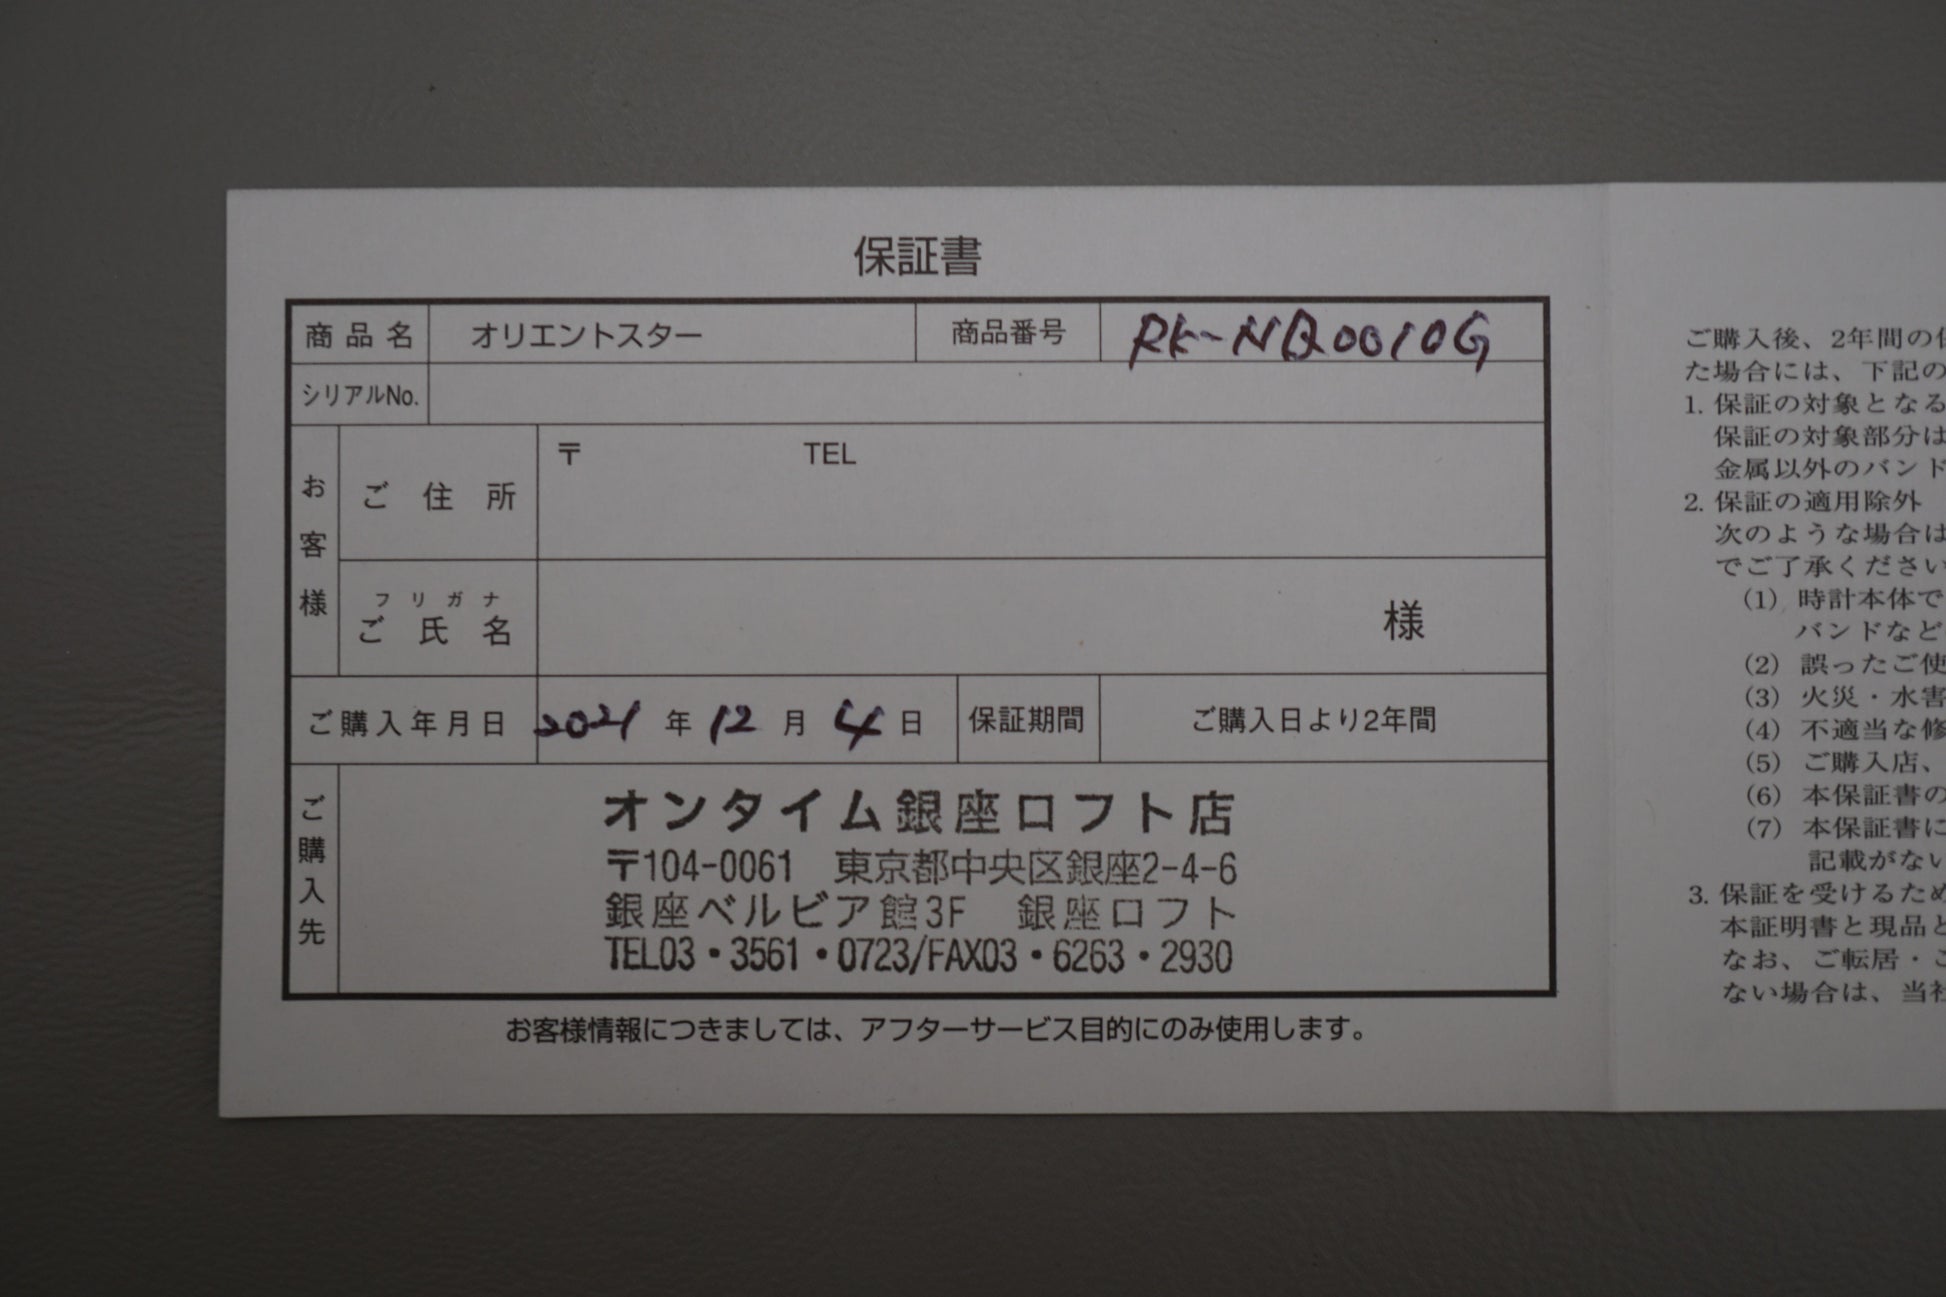 保証書
商品名 オリエントスター 商品番号 RK-NQ0010G
シリアルNo.
お客様 ご住所 〒 TEL
フリガナ
ご氏名 様
ご購入年月日 2021年12月4日 保証期間 ご購入日より2年間
ご購入先
オンタイム銀座ロフト店
〒104-0061 東京都中央区銀座2-4-6
銀座ベルビア館3F 銀座ロフト
TEL03・3561・0723/FAX03・6263・2930
お客様情報につきましては、アフターサービス目的にのみ使用します。
ご購入後、2年間の保
た場合には、下記の
1. 保証の対象となる
保証の対象部分は
金属以外のバンド
2. 保証の適用除外
次のような場合は
でご了承ください
(1) 時計本体で
バンドなど
(2) 誤ったご使
(3) 火災・水害
(4) 不適当な修
(5) ご購入店、
(6) 本保証書の
(7) 本保証書に
記載がない
3. 保証を受けるため
本証明書と現品と
なお、ご転居・ご
ない場合は、当社